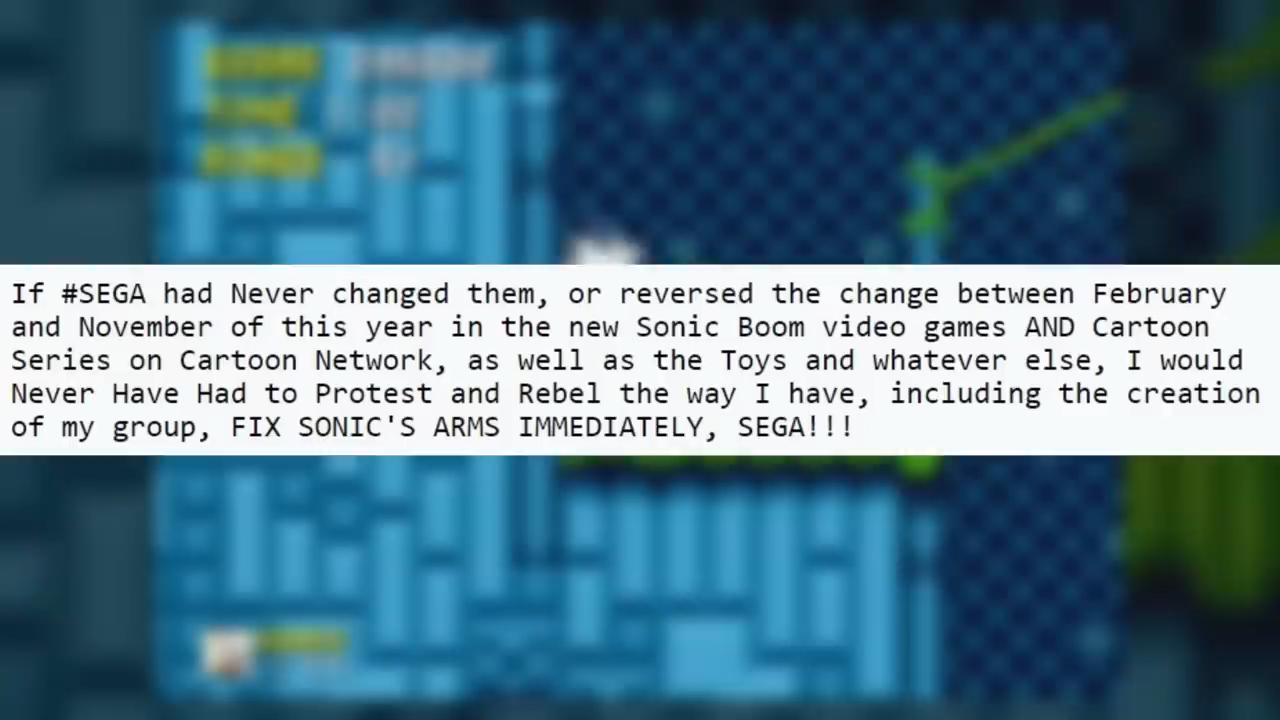 If #SEGA had Never changed them, or reversed the change between February
and November of this year in the new Sonic Boom video games AND Cartoon
Series on Cartoon Network, as well as the Toys and whatever else, I would
Never Have Had to Protest and Rebel the way I have, including the creation
of my group, FIX SONIC'S ARMS IMMEDIATELY, SEGA!!!